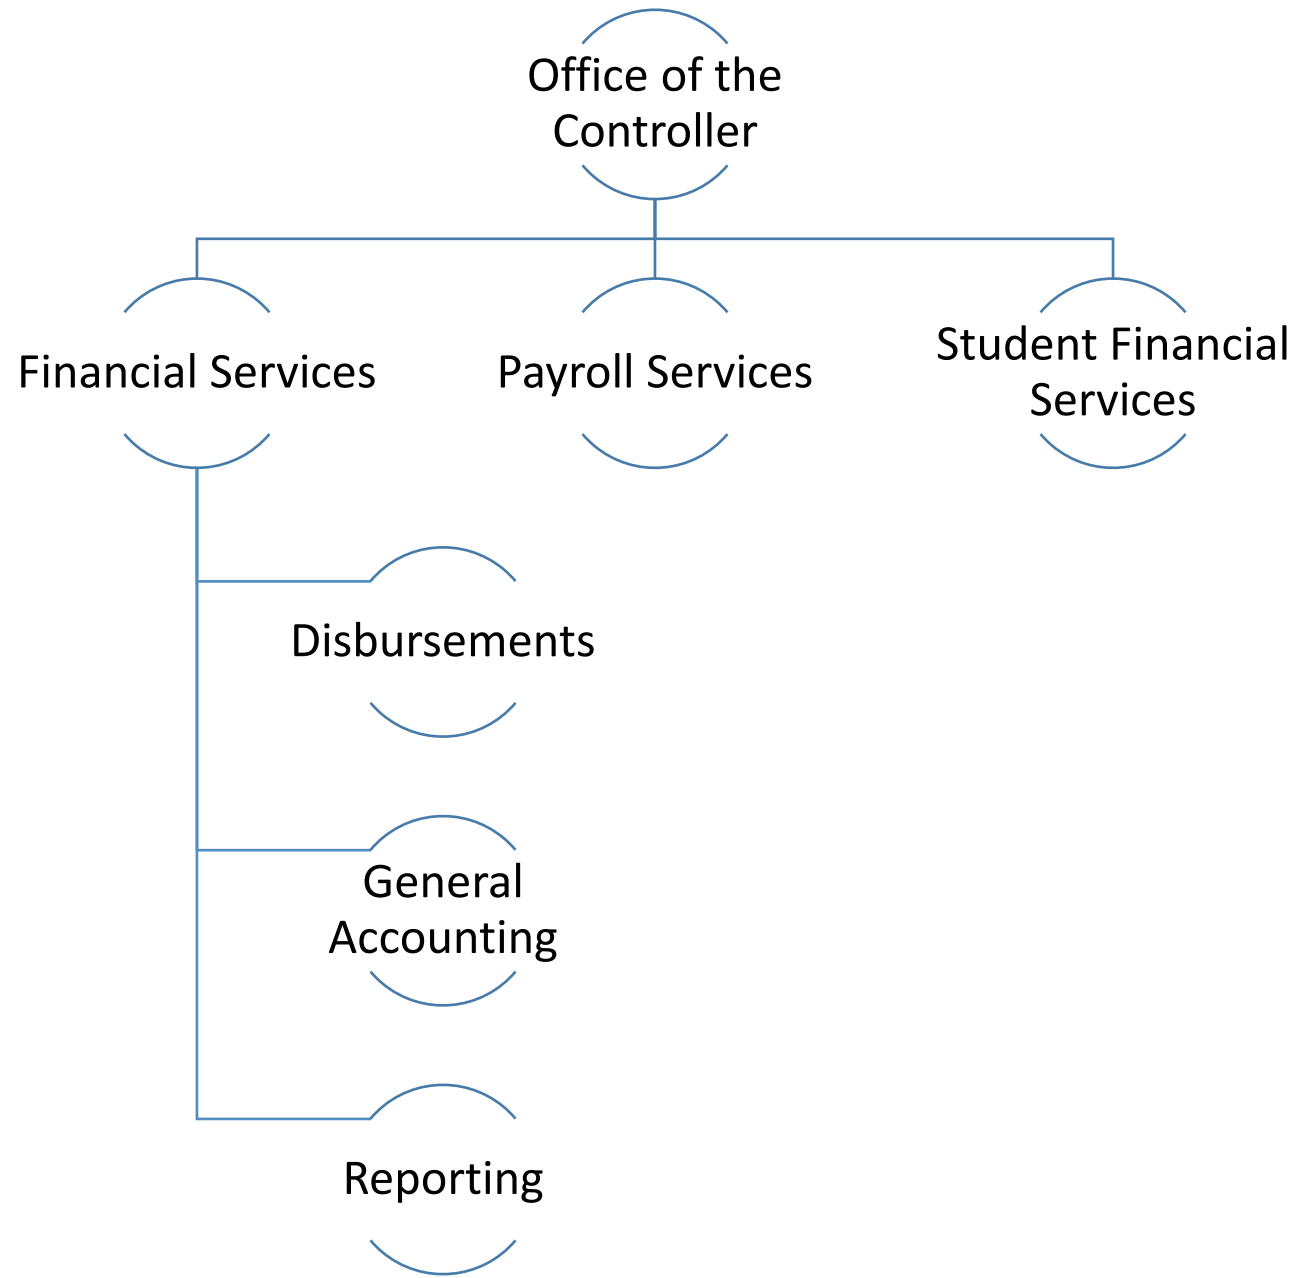 Office of the
Controller
Financial Services
Payroll Services
Student Financial
Services
Disbursements
General
Accounting
Reporting